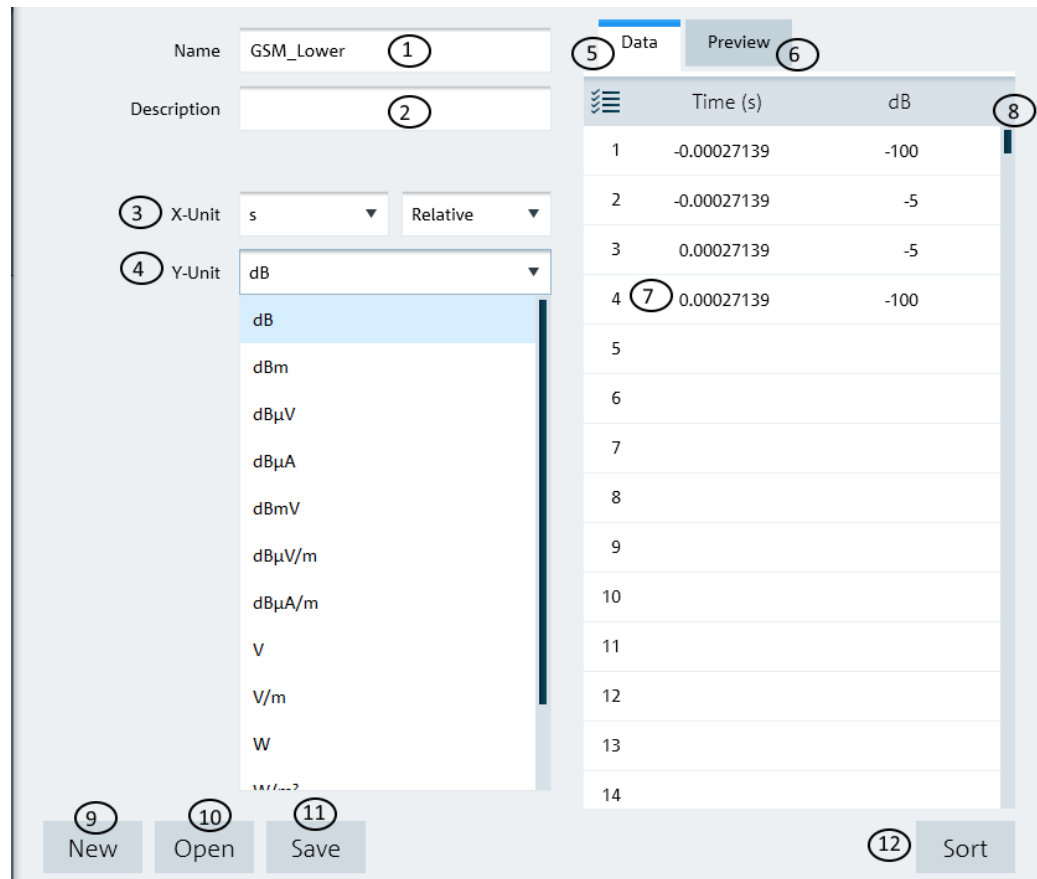 Name GSM_Lower 1
Description 2
3 X-Unit s Relative
4 Y-Unit dB
dB
dBm
dBµV
dBµA
dBmV
dBµV/m
dBµA/m
V
V/m
W
W/m²
5 Data Preview 6
Time (s) dB 8
1 -0.00027139 -100
2 -0.00027139 -5
3 0.00027139 -5
4 7 0.00027139 -100
5
6
7
8
9
10
11
12
13
14
9 10 11
New Open Save 12 Sort